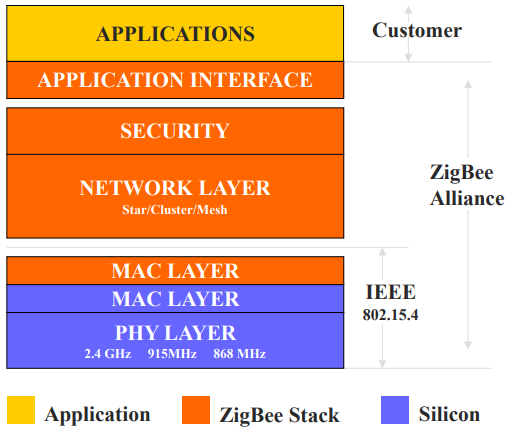 APPLICATIONS
Customer
APPLICATION INTERFACE
SECURITY
NETWORK LAYER
Star/Cluster/Mesh
ZigBee
Alliance
MAC LAYER
MAC LAYER
IEEE
802.15.4
PHY LAYER
2.4 GHz 915MHz 868 MHz
Application ZigBee Stack Silicon